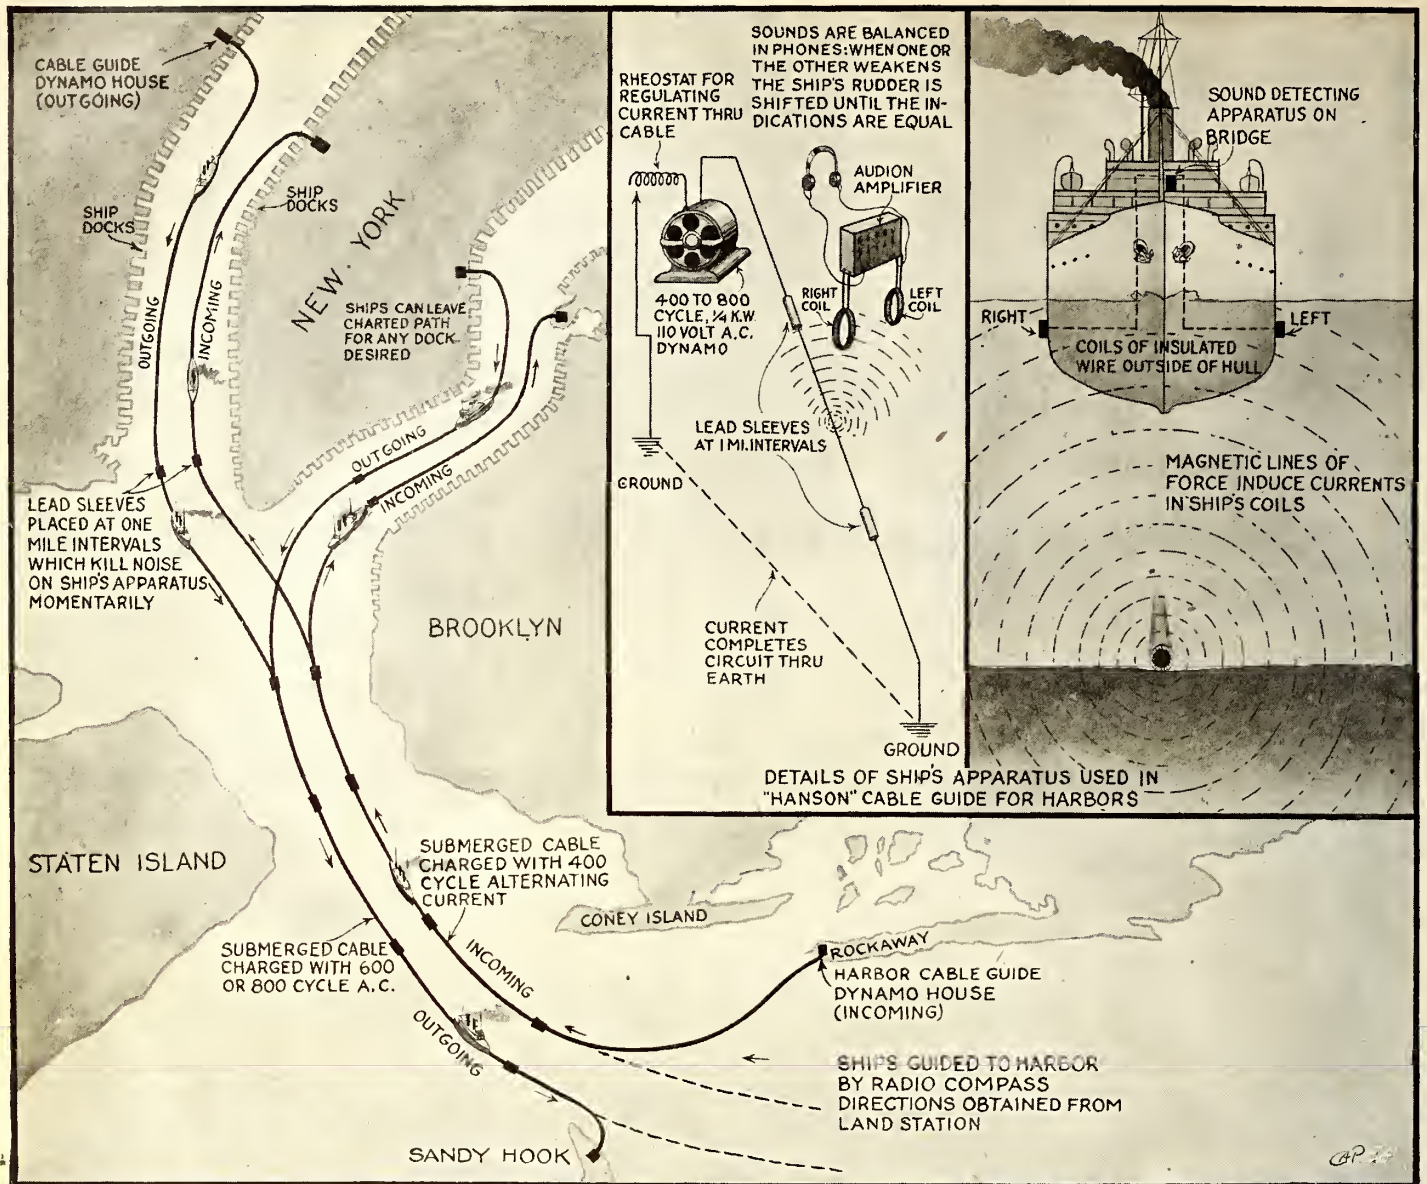 CABLE GUIDE
DYNAMO HOUSE
(OUTGOING)
SHIP
DOCKS
SHIP
DOCKS
NEW YORK
OUTGOING
INCOMING
SHIPS CAN LEAVE
CHARTED PATH
FOR ANY DOCK
DESIRED
OUTGOING
INCOMING
LEAD SLEEVES
PLACED AT ONE
MILE INTERVALS
WHICH KILL NOISE
ON SHIP'S APPARATUS
MOMENTARILY
BROOKLYN
STATEN ISLAND
SUBMERGED CABLE
CHARGED WITH 400
CYCLE ALTERNATING
CURRENT
CONEY ISLAND
ROCKAWAY
HARBOR CABLE GUIDE
DYNAMO HOUSE
(INCOMING)
SUBMERGED CABLE
CHARGED WITH 600
OR 800 CYCLE A.C.
INCOMING
OUTGOING
SHIPS GUIDED TO HARBOR
BY RADIO COMPASS
DIRECTIONS OBTAINED FROM
LAND STATION
SANDY HOOK
SOUNDS ARE BALANCED
IN PHONES: WHEN ONE OR
THE OTHER WEAKENS
THE SHIP'S RUDDER IS
SHIFTED UNTIL THE IN-
DICATIONS ARE EQUAL
RHEOSTAT FOR
REGULATING
CURRENT THRU
CABLE
AUDION
AMPLIFIER
400 TO 800
CYCLE, 1/4 K.W.
110 VOLT A.C.
DYNAMO
RIGHT
COIL
LEFT
COIL
LEAD SLEEVES
AT 1 MI. INTERVALS
GROUND
CURRENT
COMPLETES
CIRCUIT THRU
EARTH
GROUND
SOUND DETECTING
APPARATUS ON
BRIDGE
RIGHT
LEFT
COILS OF INSULATED
WIRE OUTSIDE OF HULL
MAGNETIC LINES OF
FORCE INDUCE CURRENTS
IN SHIP'S COILS
DETAILS OF SHIP'S APPARATUS USED IN
"HANSON" CABLE GUIDE FOR HARBORS